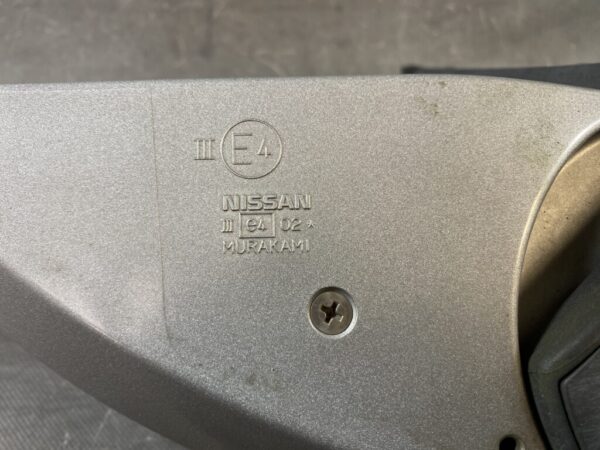 III E4
NISSAN
III e4 02 *
MURAKAMI